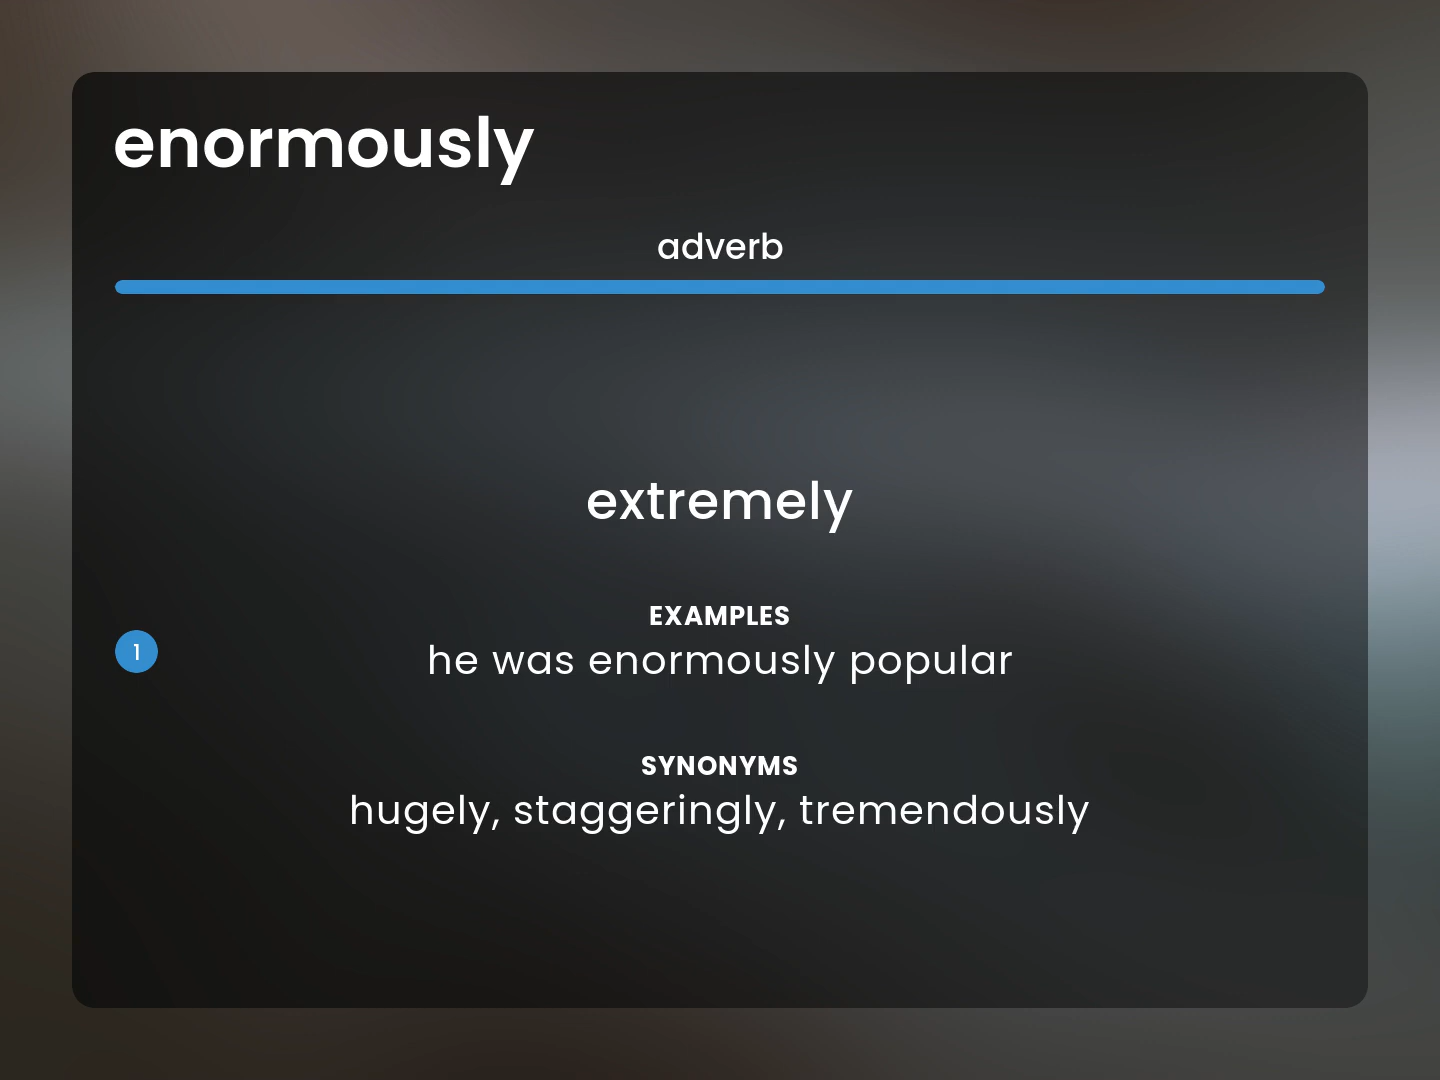 enormously
adverb
extremely
EXAMPLES
1
he was enormously popular
SYNONYMS
hugely, staggeringly, tremendously